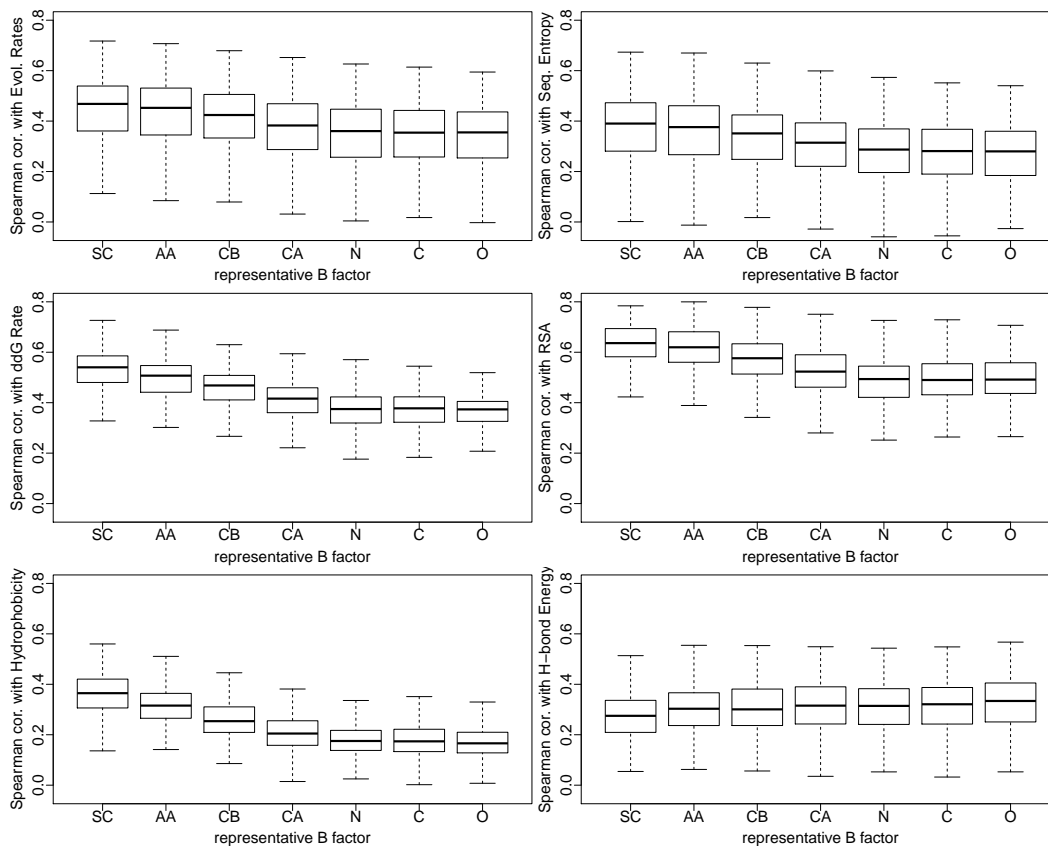 Spearman cor. with Evol. Rates
0.0 0.2 0.4 0.6 0.8
SC AA CB CA N C O
representative B factor
Spearman cor. with Seq. Entropy
0.0 0.2 0.4 0.6 0.8
SC AA CB CA N C O
representative B factor
Spearman cor. with ddG Rate
0.0 0.2 0.4 0.6 0.8
SC AA CB CA N C O
representative B factor
Spearman cor. with RSA
0.0 0.2 0.4 0.6 0.8
SC AA CB CA N C O
representative B factor
Spearman cor. with Hydrophobicity
0.0 0.2 0.4 0.6 0.8
SC AA CB CA N C O
representative B factor
Spearman cor. with H−bond Energy
0.0 0.2 0.4 0.6 0.8
SC AA CB CA N C O
representative B factor